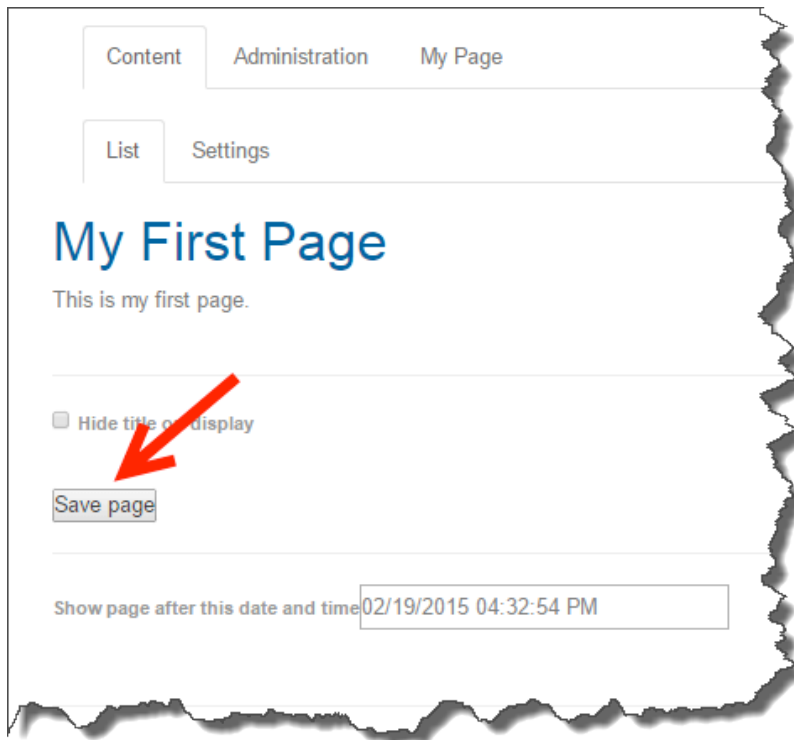 Content Administration My Page
List Settings
My First Page
This is my first page.
Hide title on display
Save page
Show page after this date and time 02/19/2015 04:32:54 PM